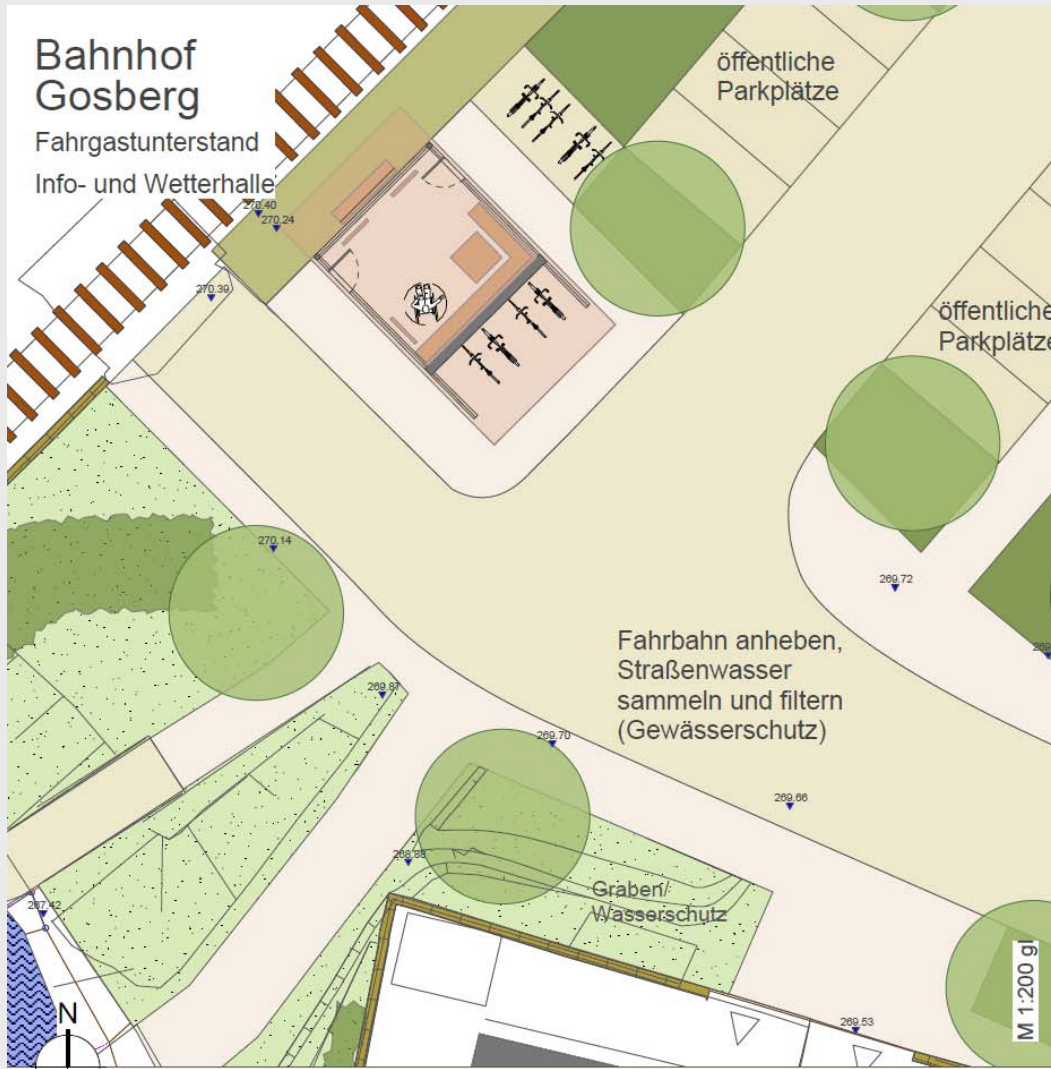 Bahnhof
Gosberg
Fahrgastunterstand
Info- und Wetterhalle
öffentliche
Parkplätze
270.40
270.24
270.39
öffentliche
Parkplätze
270.14
269.72
Fahrbahn anheben,
Straßenwasser
sammeln und filtern
(Gewässerschutz)
269.87
269.70
269.66
268.88
Graben/
Wasserschutz
267.42
N
269.53
M 1:200 gl